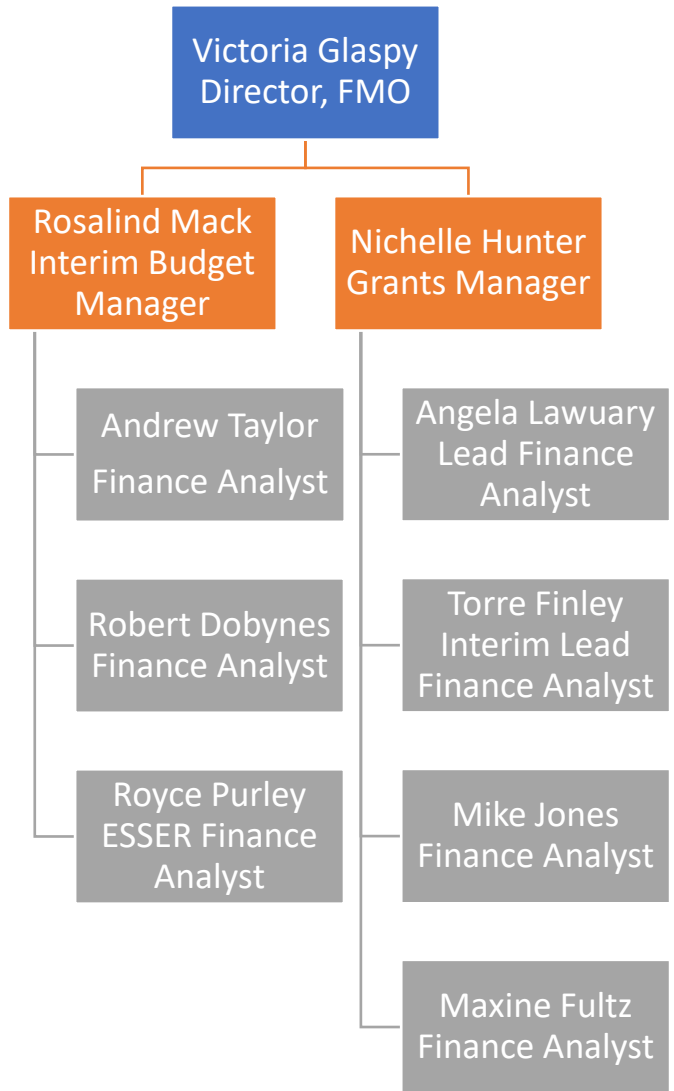 Victoria Glaspy
Director, FMO
Rosalind Mack
Interim Budget
Manager
Nichelle Hunter
Grants Manager
Andrew Taylor
Finance Analyst
Robert Dobynes
Finance Analyst
Royce Purley
ESSER Finance
Analyst
Angela Lawuary
Lead Finance
Analyst
Torre Finley
Interim Lead
Finance Analyst
Mike Jones
Finance Analyst
Maxine Fultz
Finance Analyst